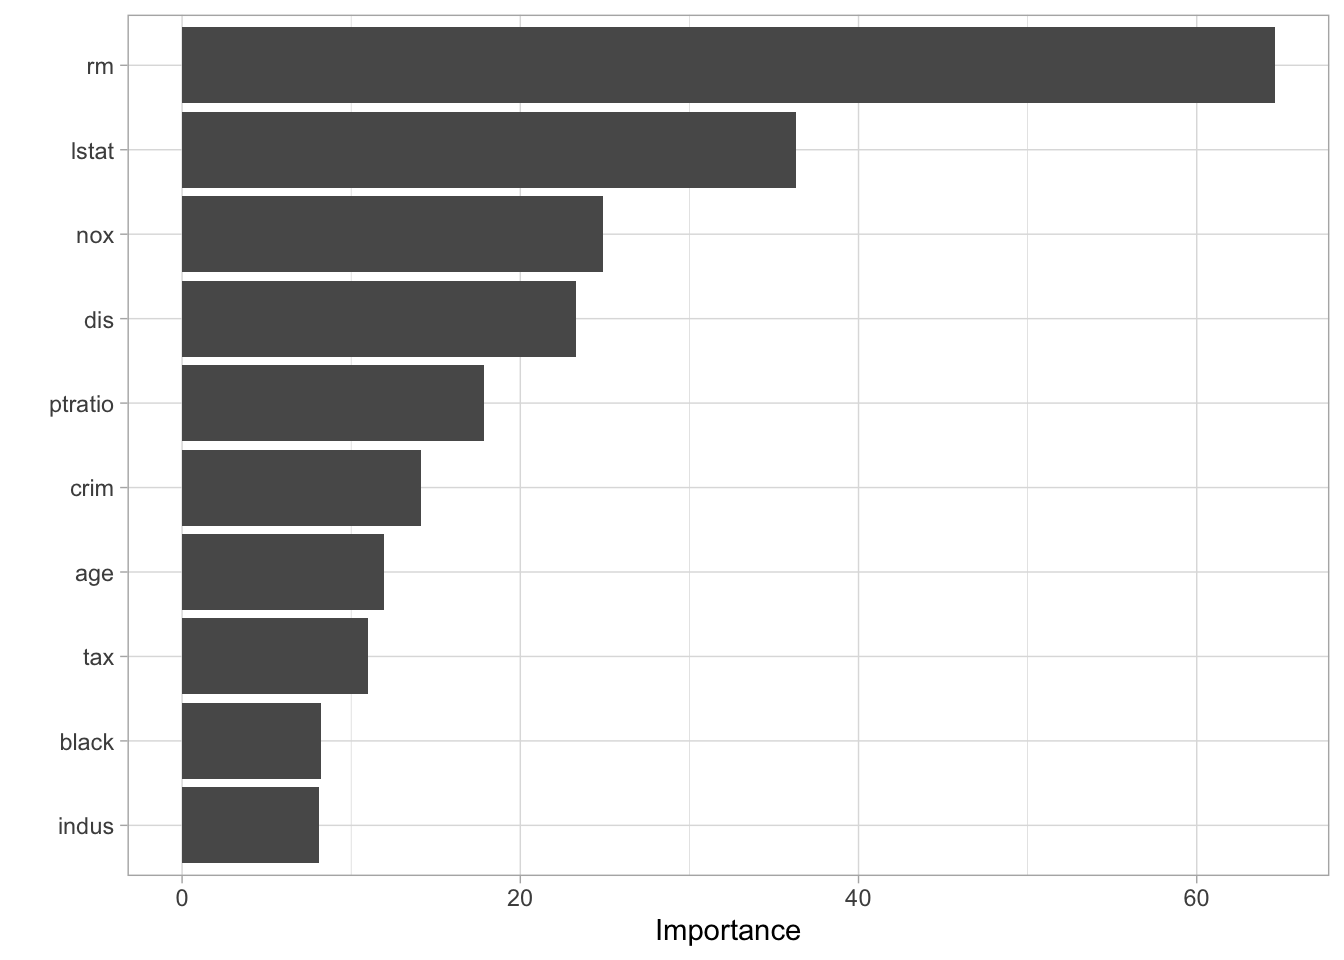 rm
lstat
nox
dis
ptratio
crim
age
tax
black
indus
0 20 40 60
Importance